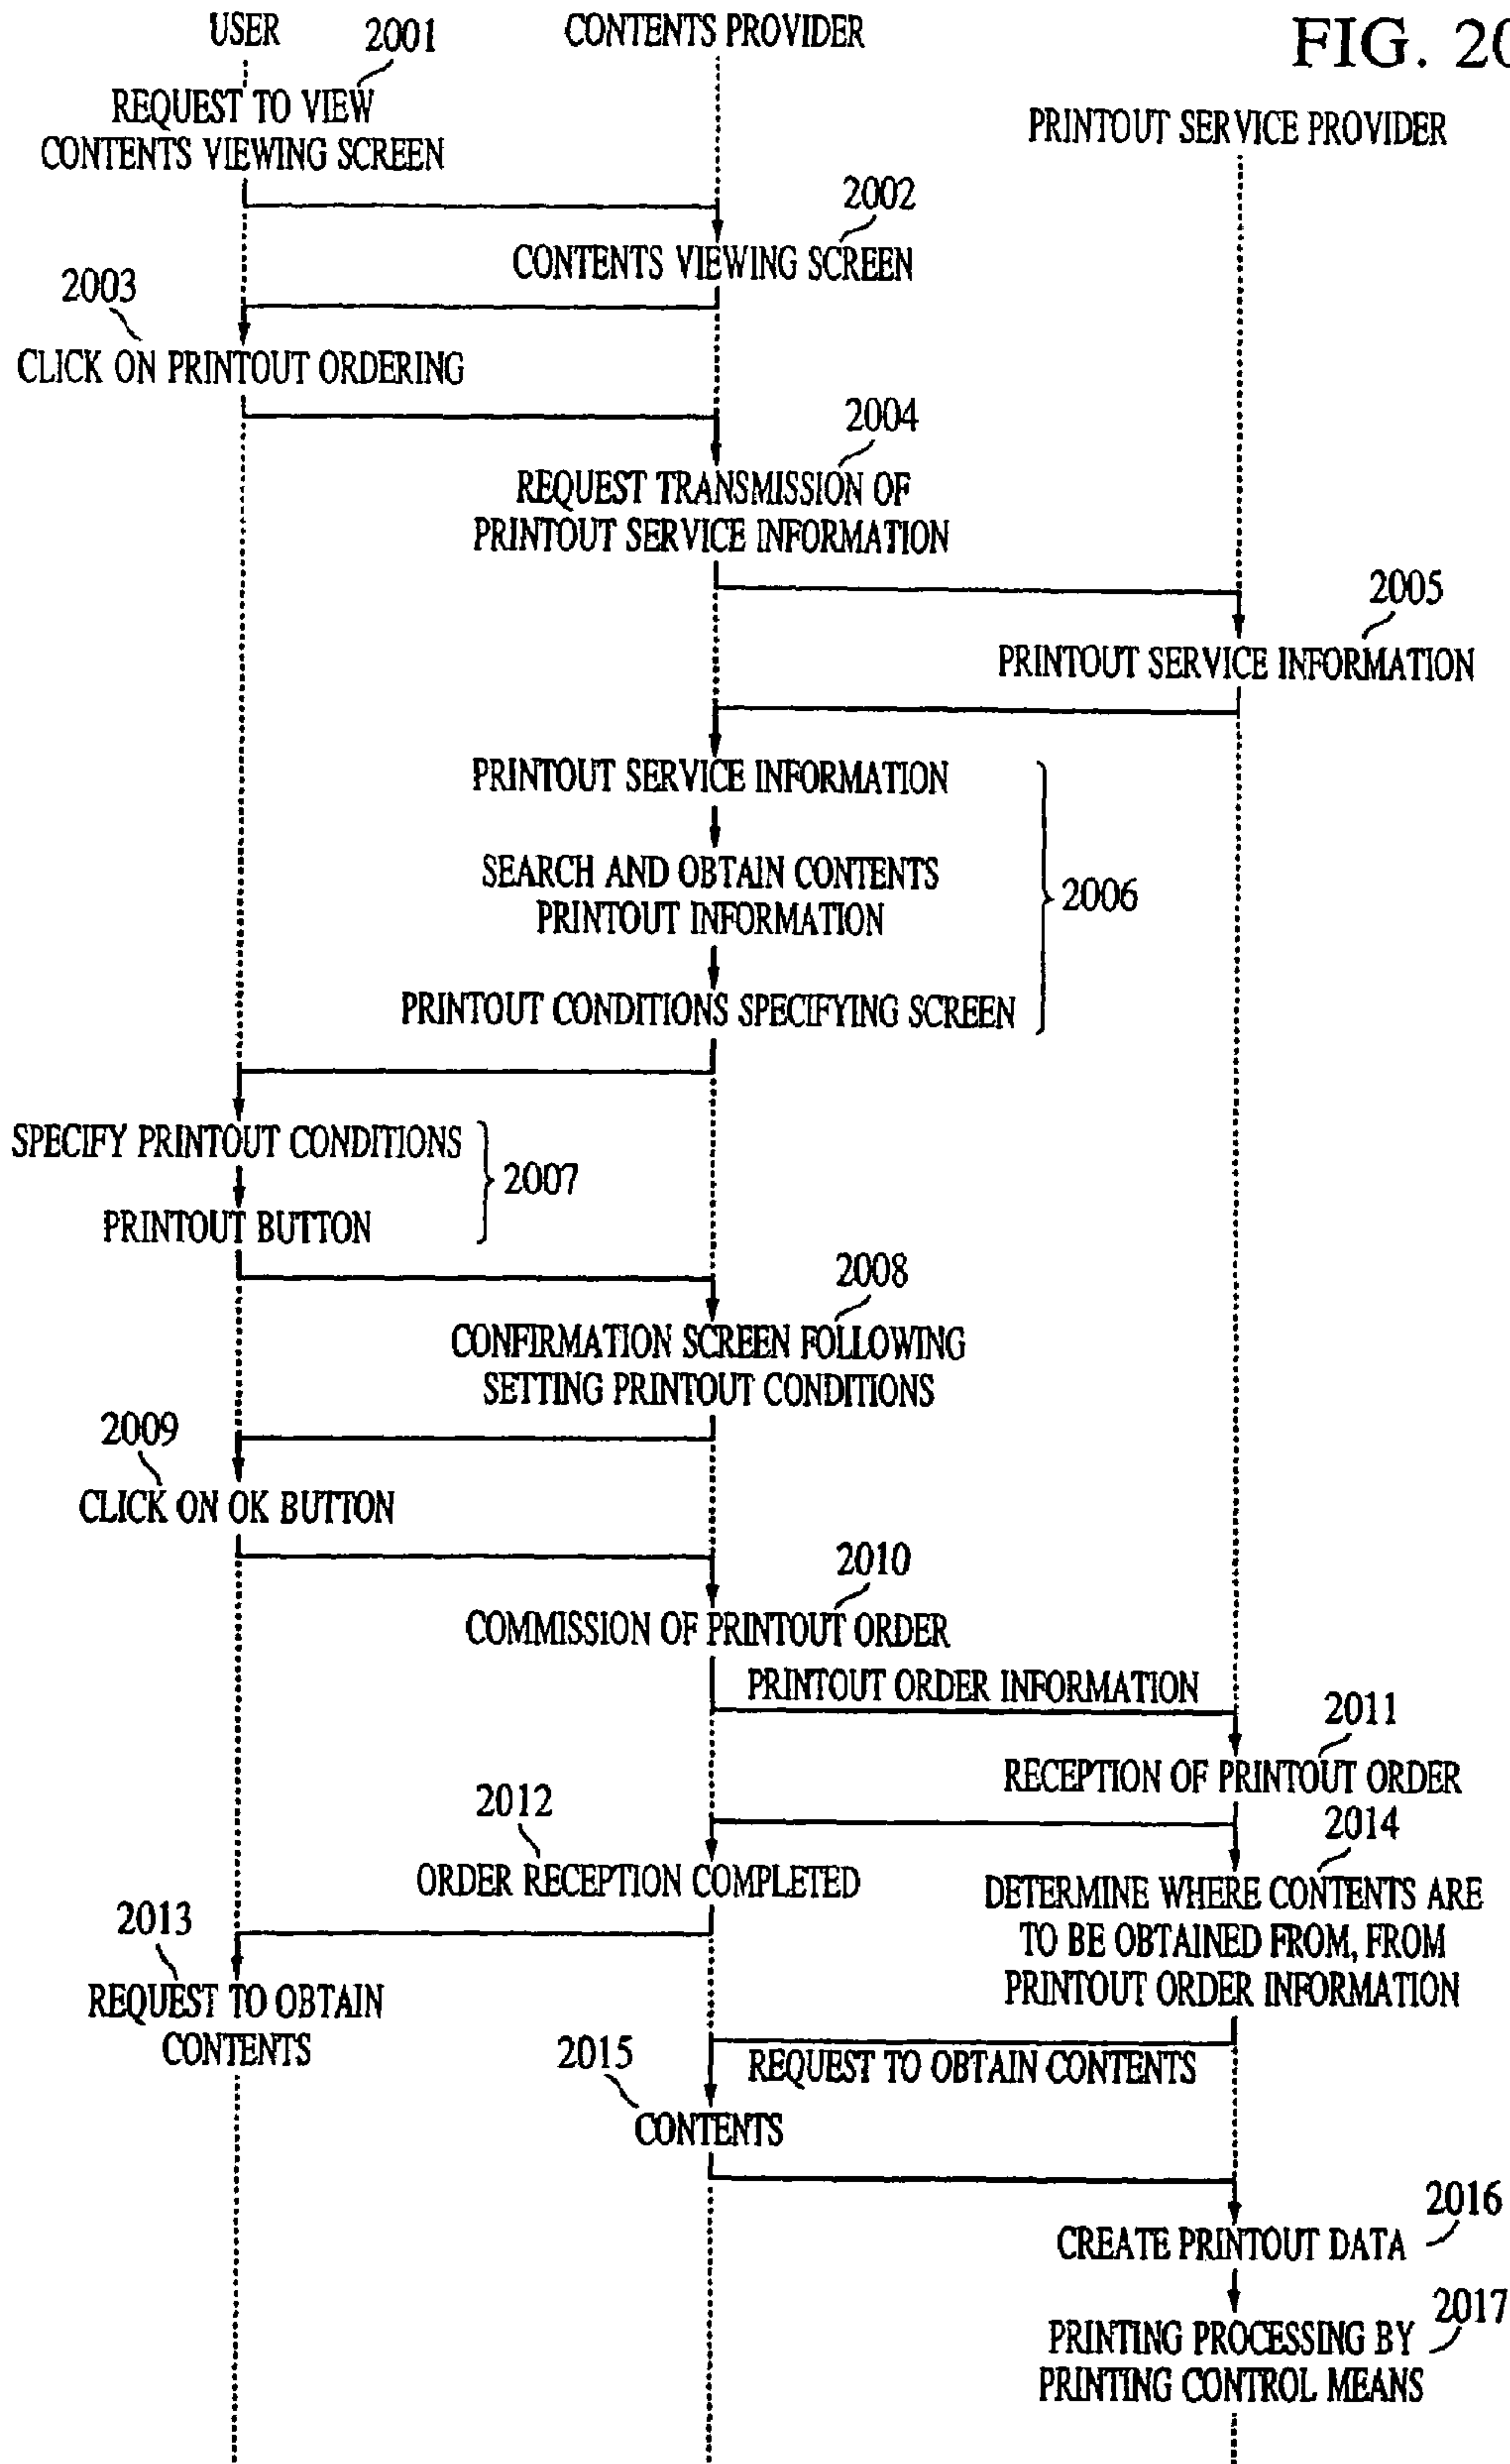 FIG. 20
USER
2001
CONTENTS PROVIDER
PRINTOUT SERVICE PROVIDER
REQUEST TO VIEW
CONTENTS VIEWING SCREEN
2002
CONTENTS VIEWING SCREEN
2003
CLICK ON PRINTOUT ORDERING
2004
REQUEST TRANSMISSION OF
PRINTOUT SERVICE INFORMATION
2005
PRINTOUT SERVICE INFORMATION
PRINTOUT SERVICE INFORMATION
SEARCH AND OBTAIN CONTENTS
PRINTOUT INFORMATION
2006
PRINTOUT CONDITIONS SPECIFYING SCREEN
SPECIFY PRINTOUT CONDITIONS
2007
PRINTOUT BUTTON
2008
CONFIRMATION SCREEN FOLLOWING
SETTING PRINTOUT CONDITIONS
2009
CLICK ON OK BUTTON
2010
COMMISSION OF PRINTOUT ORDER
PRINTOUT ORDER INFORMATION
2011
RECEPTION OF PRINTOUT ORDER
2012
ORDER RECEPTION COMPLETED
2014
DETERMINE WHERE CONTENTS ARE
TO BE OBTAINED FROM, FROM
PRINTOUT ORDER INFORMATION
2013
REQUEST TO OBTAIN
CONTENTS
REQUEST TO OBTAIN CONTENTS
2015
CONTENTS
2016
CREATE PRINTOUT DATA
2017
PRINTING PROCESSING BY
PRINTING CONTROL MEANS